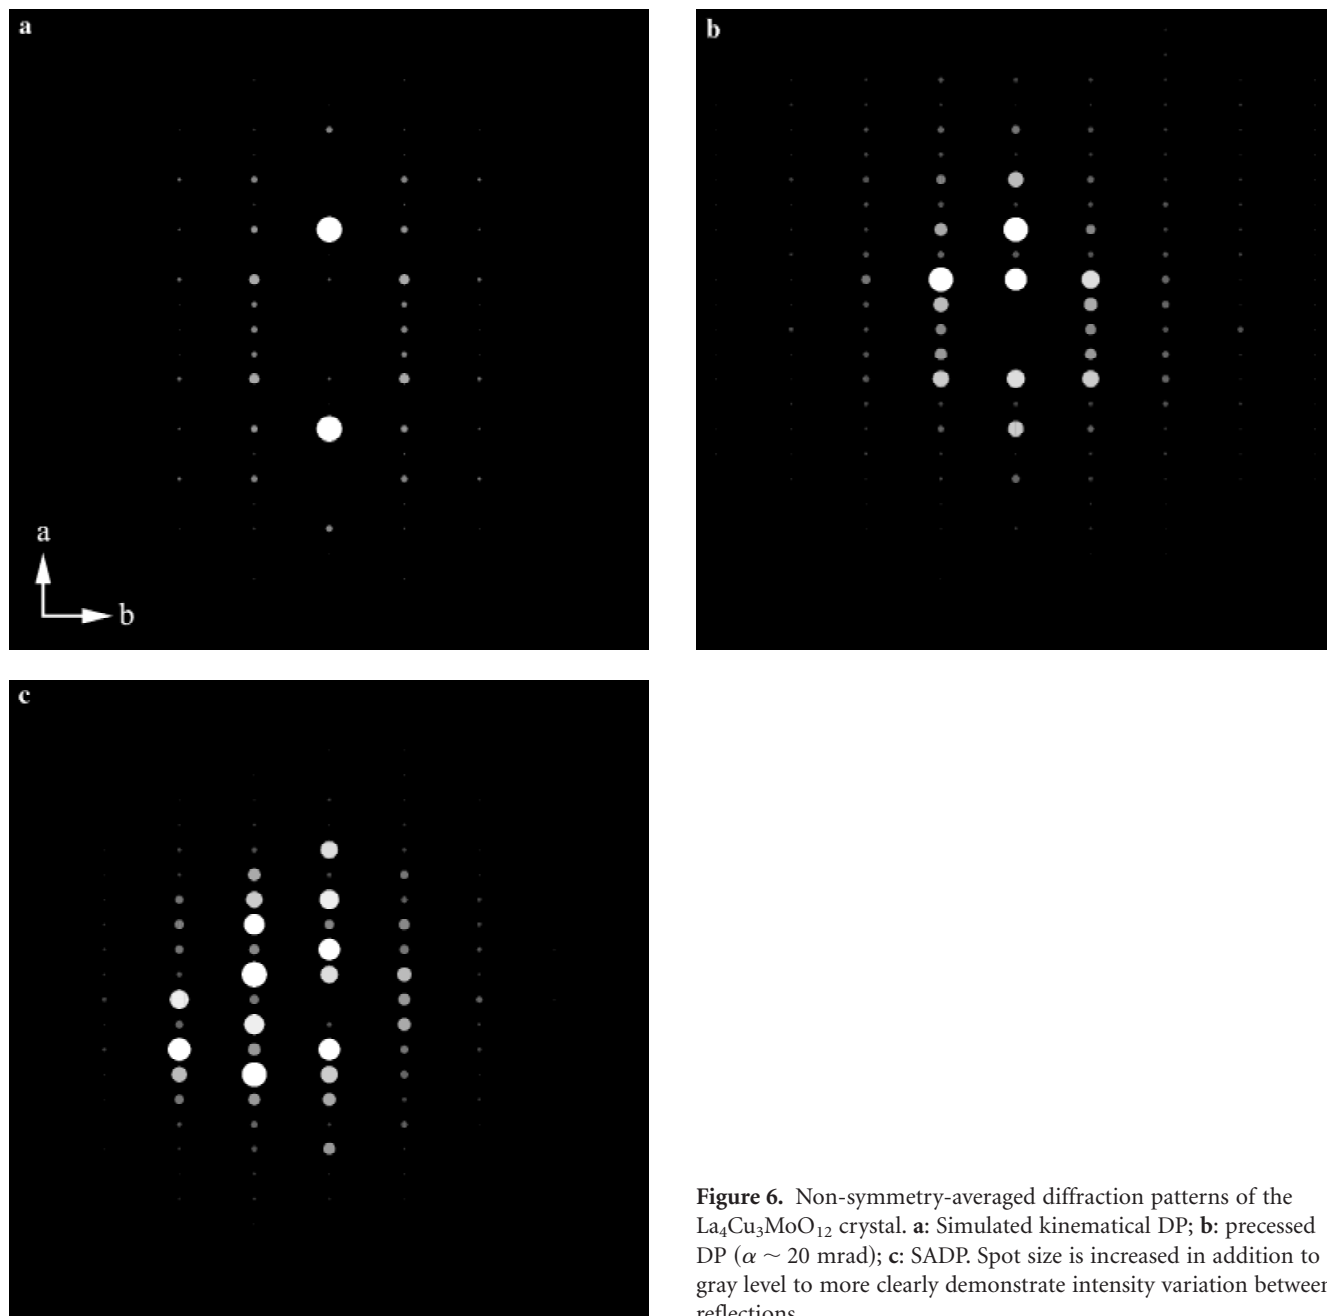 a
b
a
b
c
Figure 6. Non-symmetry-averaged diffraction patterns of the
La₄Cu₃MoO₁₂ crystal. a: Simulated kinematical DP; b: precessed
DP (α ~ 20 mrad); c: SADP. Spot size is increased in addition to
gray level to more clearly demonstrate intensity variation between
reflections